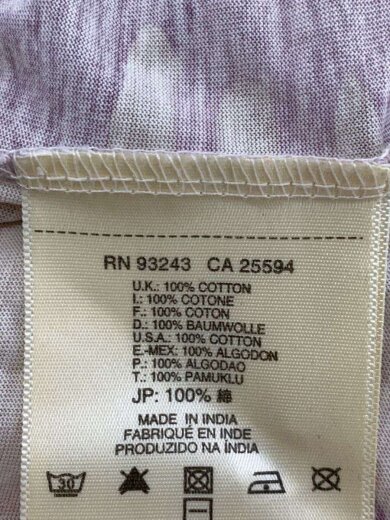 RN 93243 CA 25594
U.K.: 100% COTTON
I.: 100% COTONE
F.: 100% COTON
D.: 100% BAUMWOLLE
U.S.A.: 100% COTTON
E.-MEX: 100% ALGODON
P.: 100% ALGODAO
T.: 100% PAMUKLU
JP: 100% 綿
MADE IN INDIA
FABRIQUÉ EN INDE
PRODUZIDO NA ÍNDIA
30